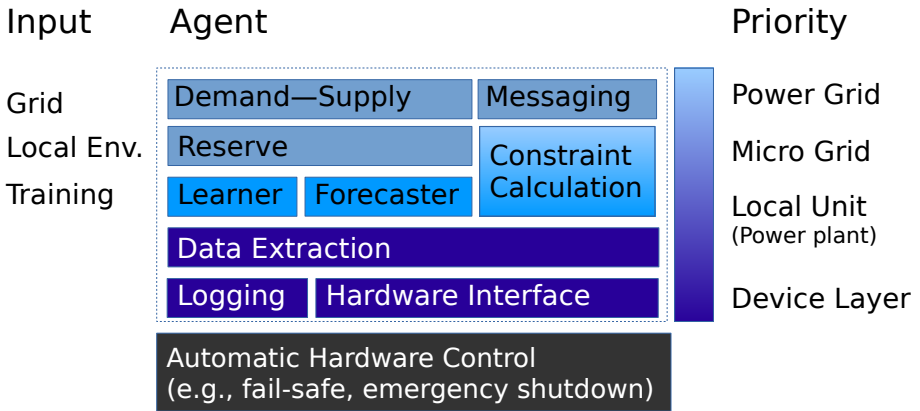 Input Agent Priority
Grid Demand—Supply Messaging Power Grid
Local Env. Reserve Constraint Calculation Micro Grid
Training Learner Forecaster Local Unit
(Power plant)
Data Extraction
Logging Hardware Interface Device Layer
Automatic Hardware Control
(e.g., fail-safe, emergency shutdown)